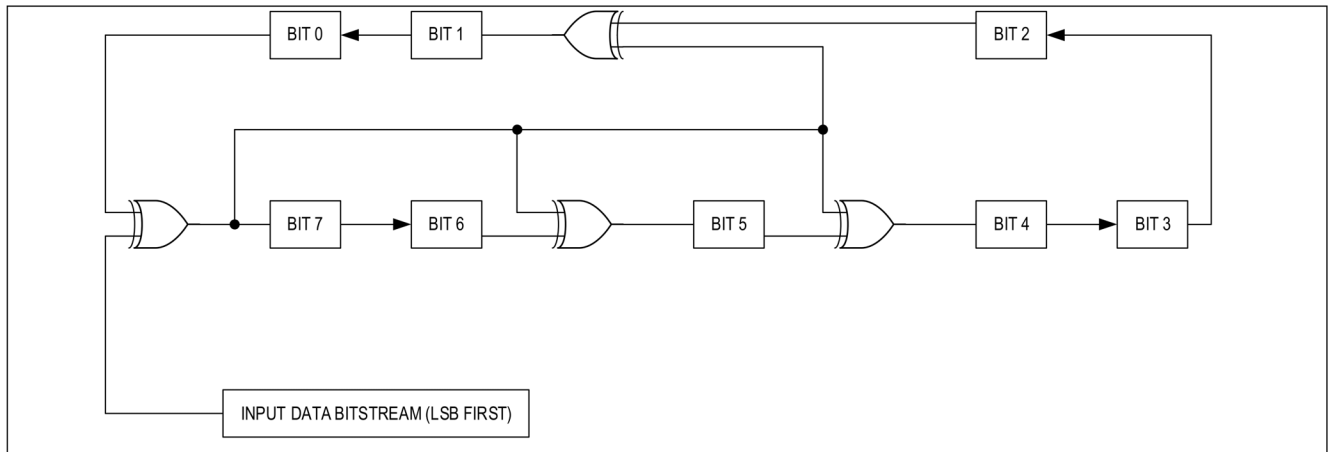 BIT 0
BIT 1
BIT 2
BIT 7
BIT 6
BIT 5
BIT 4
BIT 3
INPUT DATA BITSTREAM (LSB FIRST)